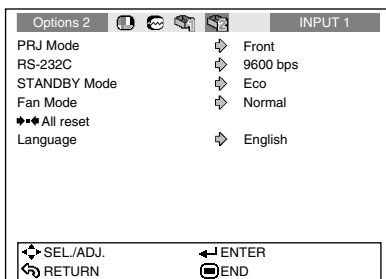 Options 2 INPUT 1
PRJ Mode Front
RS-232C 9600 bps
STANDBY Mode Eco
Fan Mode Normal
All reset
Language English
SEL./ADJ. ENTER
RETURN END